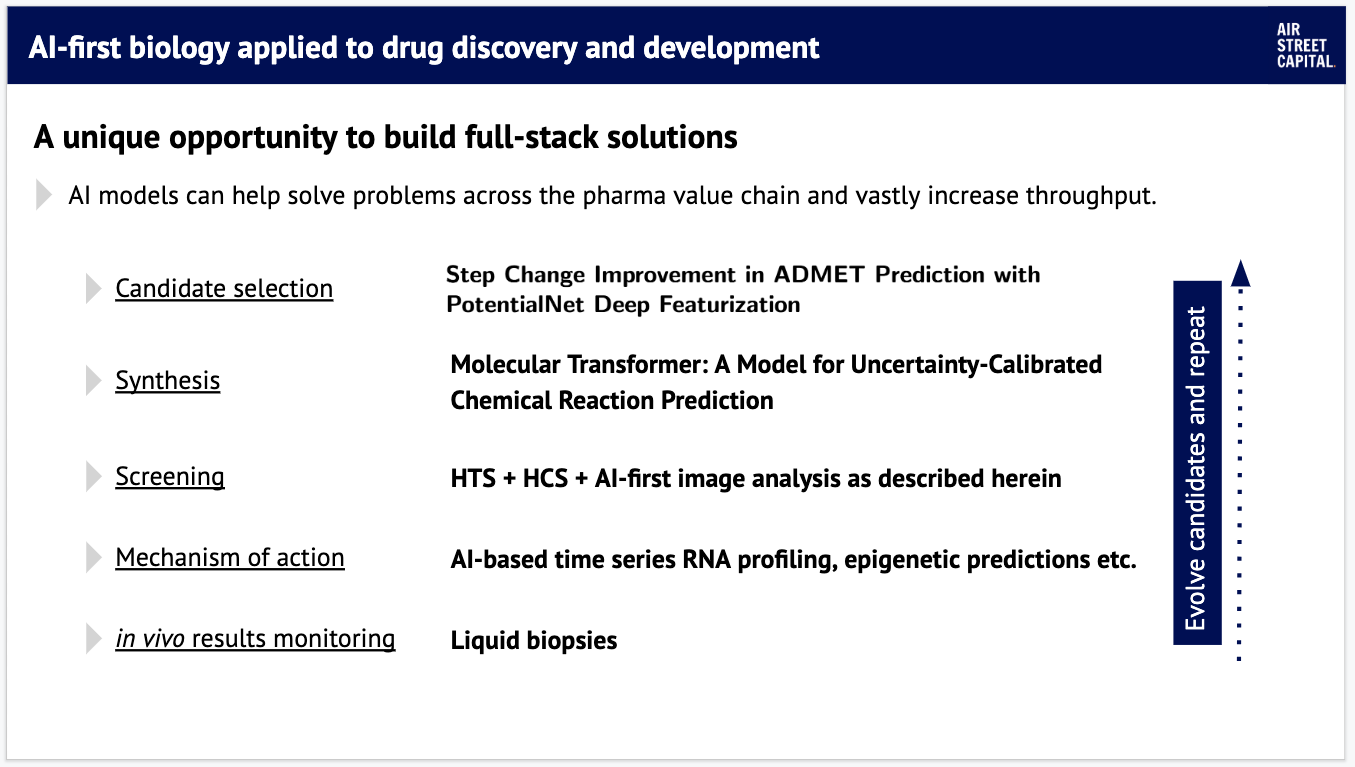 AI-first biology applied to drug discovery and development
AIR
STREET
CAPITAL.
A unique opportunity to build full-stack solutions
AI models can help solve problems across the pharma value chain and vastly increase throughput.
Candidate selection
Step Change Improvement in ADMET Prediction with
PotentialNet Deep Featurization
Synthesis
Molecular Transformer: A Model for Uncertainty-Calibrated
Chemical Reaction Prediction
Screening
HTS + HCS + AI-first image analysis as described herein
Mechanism of action
AI-based time series RNA profiling, epigenetic predictions etc.
in vivo results monitoring
Liquid biopsies
Evolve candidates and repeat